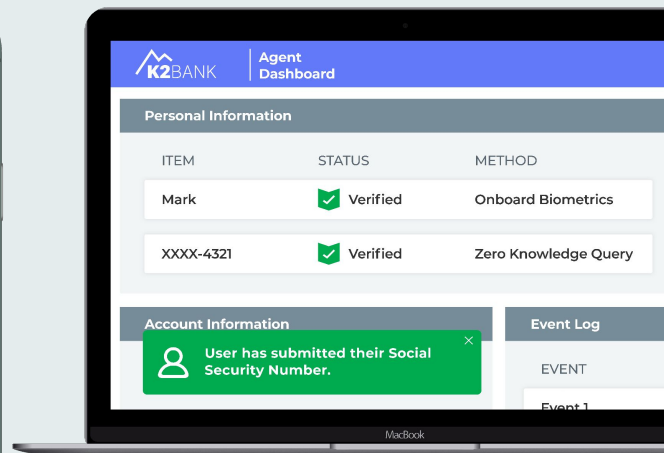 K2BANK
Agent
Dashboard
Personal Information
ITEM STATUS METHOD
Mark Verified Onboard Biometrics
XXXX-4321 Verified Zero Knowledge Query
Account Information
User has submitted their Social
Security Number.
Event Log
EVENT
Event 1
MacBook